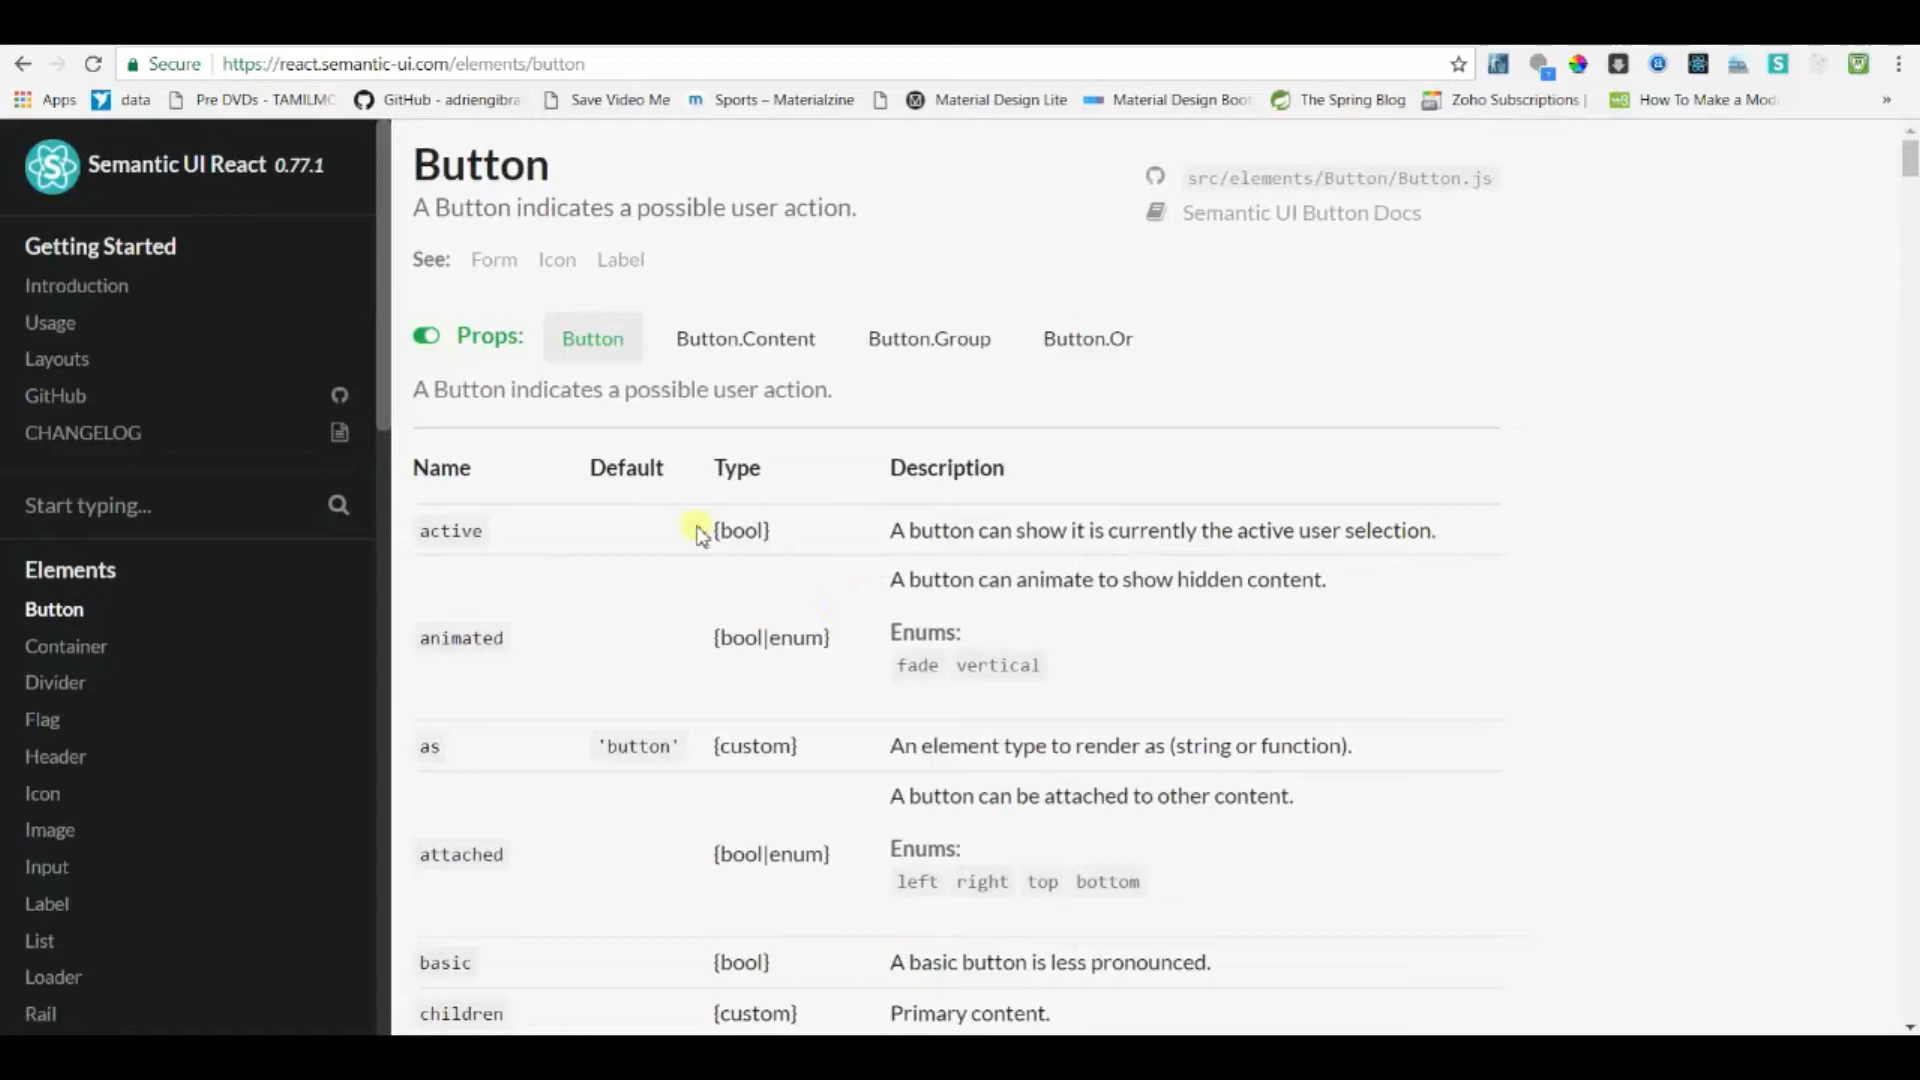 Secure https://react.semantic-ui.com/elements/button
Apps data Pre DVDs - TAMILMC GitHub - adriengibra Save Video Me Sports – Materialzine Material Design Lite Material Design Boot The Spring Blog Zoho Subscriptions | How To Make a Mod »
Semantic UI React 0.77.1
Getting Started
Introduction
Usage
Layouts
GitHub
CHANGELOG
Start typing...
Elements
Button
Container
Divider
Flag
Header
Icon
Image
Input
Label
List
Loader
Rail
Button
A Button indicates a possible user action.
src/elements/Button/Button.js
Semantic UI Button Docs
See: Form Icon Label
Props: Button Button.Content Button.Group Button.Or
A Button indicates a possible user action.
Name Default Type Description
active {bool} A button can show it is currently the active user selection.
animated {bool|enum} A button can animate to show hidden content.
Enums:
fade vertical
as 'button' {custom} An element type to render as (string or function).
attached {bool|enum} A button can be attached to other content.
Enums:
left right top bottom
basic {bool} A basic button is less pronounced.
children {custom} Primary content.